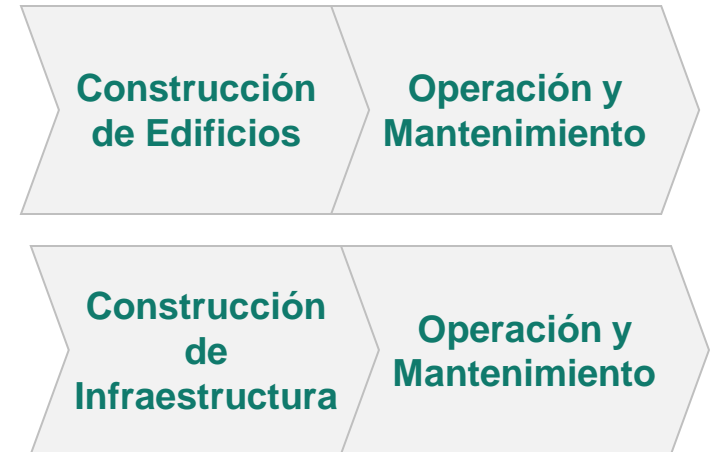 Construcción
de Edificios
Operación y
Mantenimiento
Construcción
de
Infraestructura
Operación y
Mantenimiento